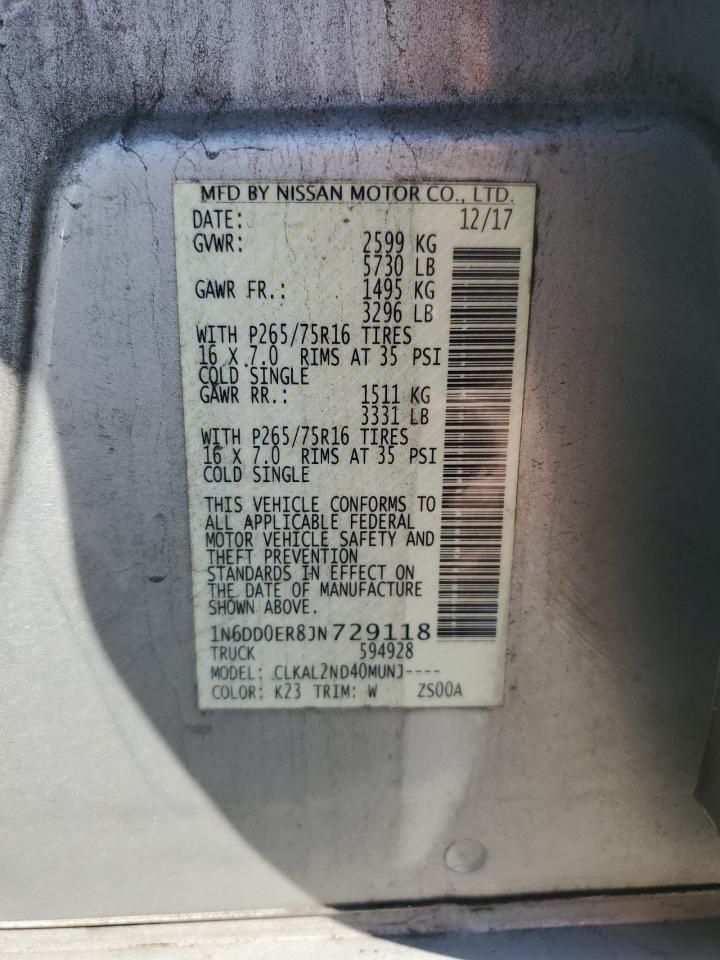 MFD BY NISSAN MOTOR CO., LTD.
DATE: 12/17
GVWR: 2599 KG
5730 LB
GAWR FR.: 1495 KG
3296 LB
WITH P265/75R16 TIRES
16 X 7.0 RIMS AT 35 PSI
COLD SINGLE
GAWR RR.: 1511 KG
3331 LB
WITH P265/75R16 TIRES
16 X 7.0 RIMS AT 35 PSI
COLD SINGLE
THIS VEHICLE CONFORMS TO
ALL APPLICABLE FEDERAL
MOTOR VEHICLE SAFETY AND
THEFT PREVENTION
STANDARDS IN EFFECT ON
THE DATE OF MANUFACTURE
SHOWN ABOVE.
1N6DD0ER8JN729118
TRUCK 594928
MODEL: CLKAL2ND40MUNJ----
COLOR: K23 TRIM: W ZS00A